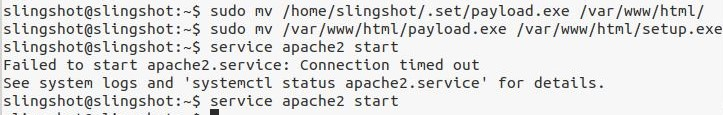 slingshot@slingshot:~$ sudo mv /home/slingshot/.set/payload.exe /var/www/html/
slingshot@slingshot:~$ sudo mv /var/www/html/payload.exe /var/www/html/setup.exe
slingshot@slingshot:~$ service apache2 start
Failed to start apache2.service: Connection timed out
See system logs and 'systemctl status apache2.service' for details.
slingshot@slingshot:~$ service apache2 start
slingshot@slingshot:~$